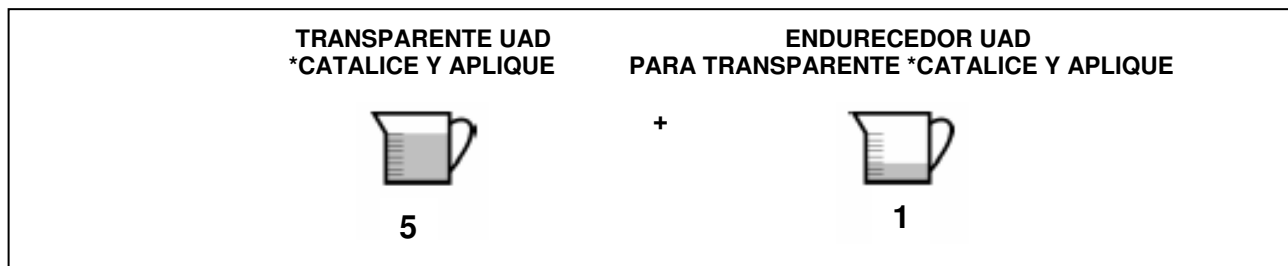 TRANSPARENTE UAD
*CATALICE Y APLIQUE
ENDURECEDOR UAD
PARA TRANSPARENTE *CATALICE Y APLIQUE
+
5
1